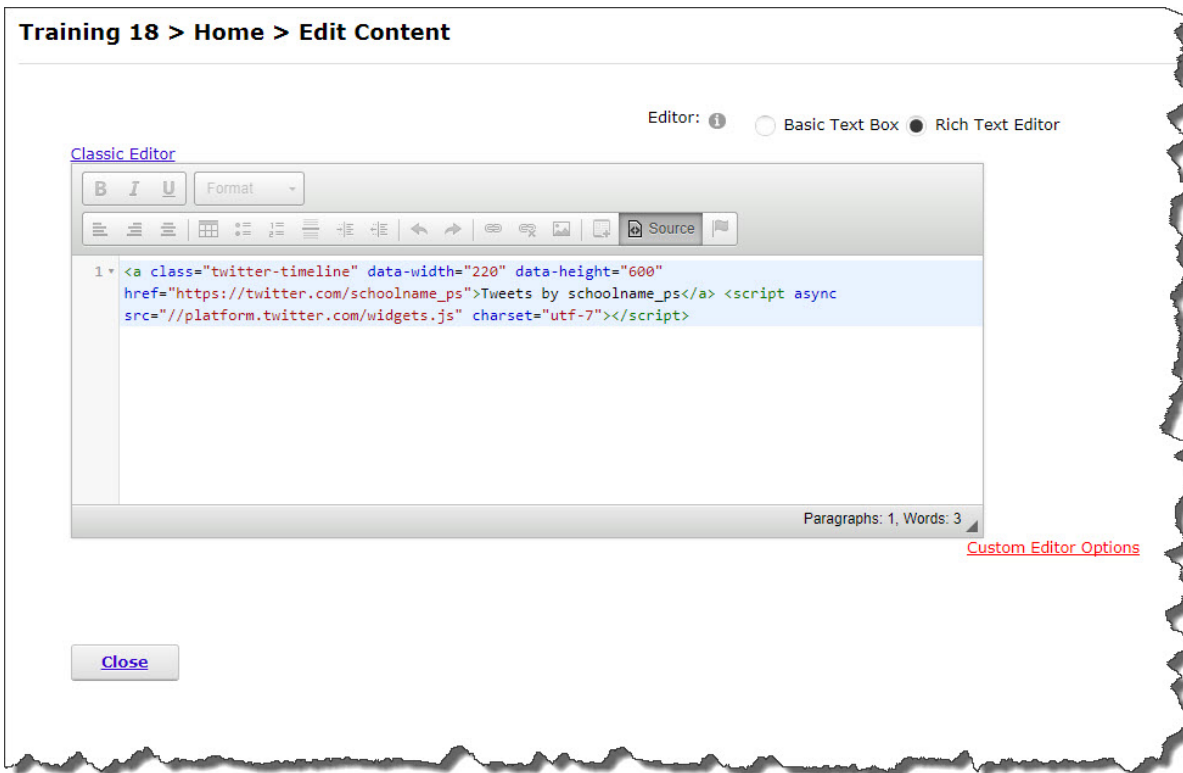 Training 18 > Home > Edit Content
Editor: Basic Text Box Rich Text Editor
Classic Editor
B I U Format
Source
1 <a class="twitter-timeline" data-width="220" data-height="600"
href="https://twitter.com/schoolname_ps">Tweets by schoolname_ps</a> <script async
src="//platform.twitter.com/widgets.js" charset="utf-7"></script>
Paragraphs: 1, Words: 3
Custom Editor Options
Close